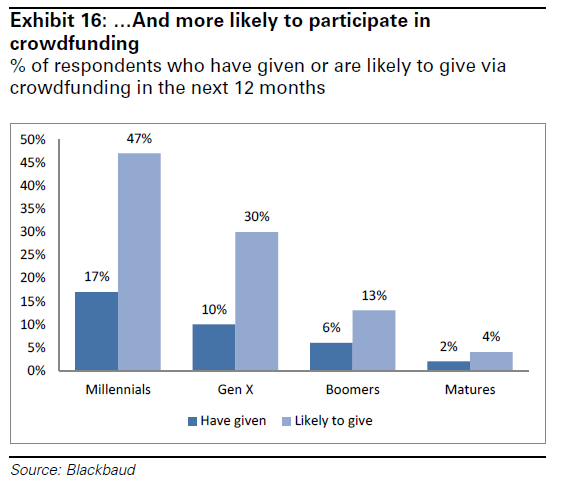 Exhibit 16: ...And more likely to participate in
crowdfunding
% of respondents who have given or are likely to give via
crowdfunding in the next 12 months
50%
45%
40%
35%
30%
25%
20%
15%
10%
5%
0%
47%
17%
30%
10%
13%
6%
4%
2%
Millennials Gen X Boomers Matures
Have given Likely to give
Source: Blackbaud